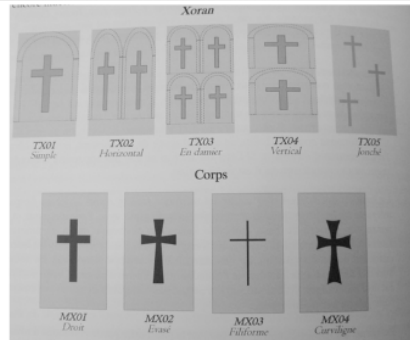 Xoran
TX01 TX02 TX03 TX04 TX05
Simple Horizontal En damier Vertical Jonché
Corps
MX01 MX02 MX03 MX04
Droit Evasé Filiforme Curviligne